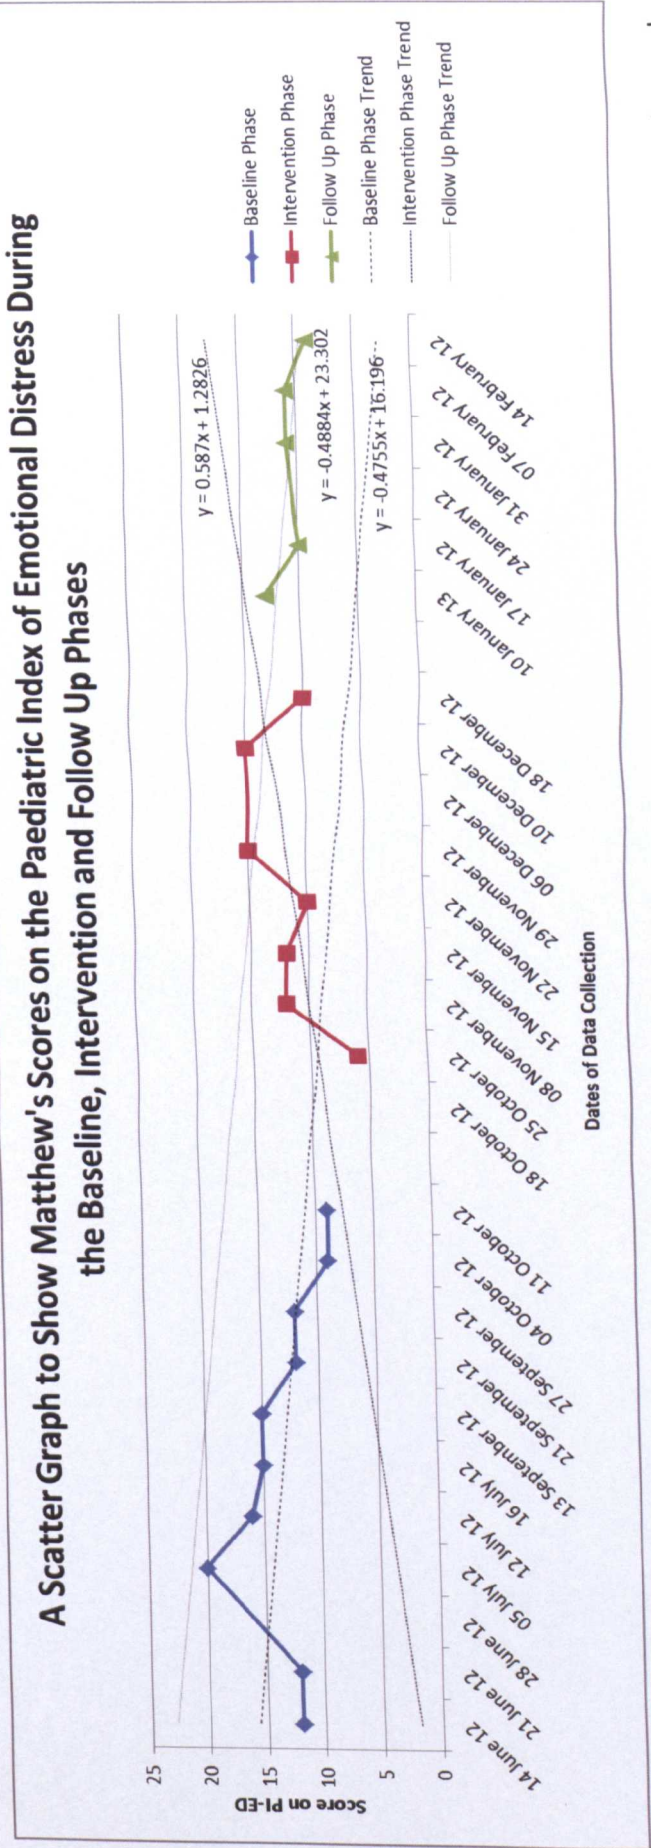 A Scatter Graph to Show Matthew's Scores on the Paediatric Index of Emotional Distress During
the Baseline, Intervention and Follow Up Phases
Score on PI-ED
25
20
15
10
5
0
y = 0.587x + 1.2826
y = -0.4884x + 23.302
y = -0.4755x + 16.196
Baseline Phase
Intervention Phase
Follow Up Phase
Baseline Phase Trend
Intervention Phase Trend
Follow Up Phase Trend
14 June 12
21 June 12
28 June 12
05 July 12
12 July 12
16 July 12
13 September 12
21 September 12
27 September 12
04 October 12
11 October 12
18 October 12
25 October 12
08 November 12
15 November 12
22 November 12
29 November 12
06 December 12
10 December 12
18 December 12
10 January 13
17 January 12
24 January 12
31 January 12
07 February 12
14 February 12
Dates of Data Collection